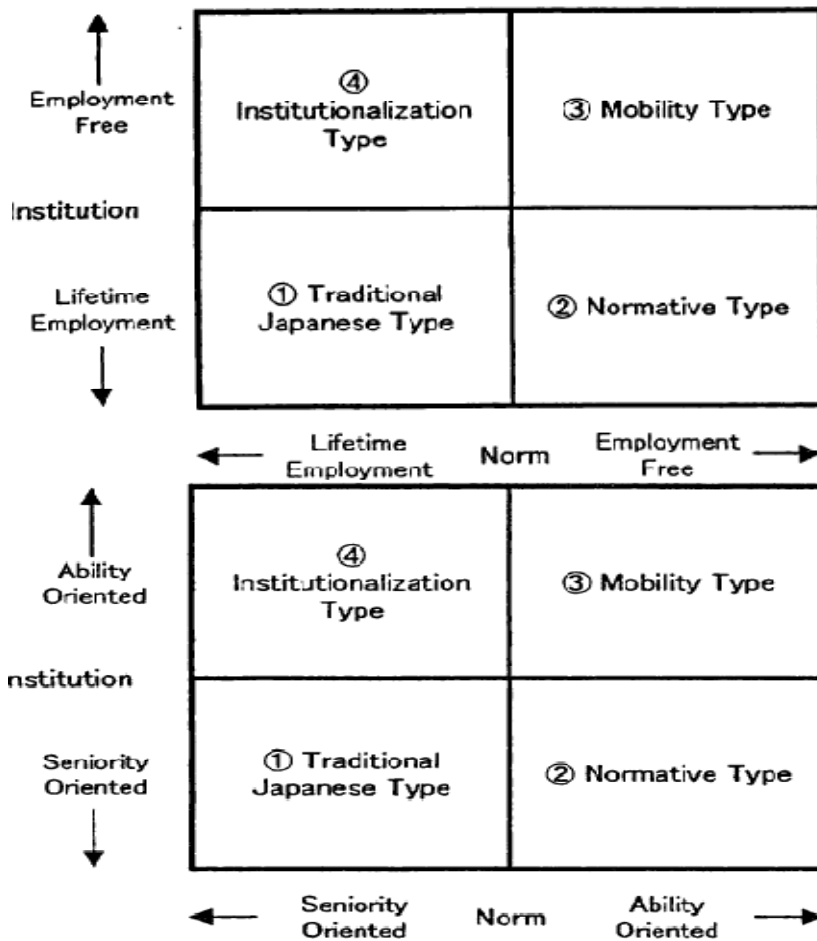 Employment
Free
Institution
Lifetime
Employment
④
Institutionalization
Type
③ Mobility Type
① Traditional
Japanese Type
② Normative Type
Lifetime
Employment
Norm
Employment
Free
Ability
Oriented
nstitution
Seniority
Oriented
④
Institutionalization
Type
③ Mobility Type
① Traditional
Japanese Type
② Normative Type
Seniority
Oriented
Norm
Ability
Oriented